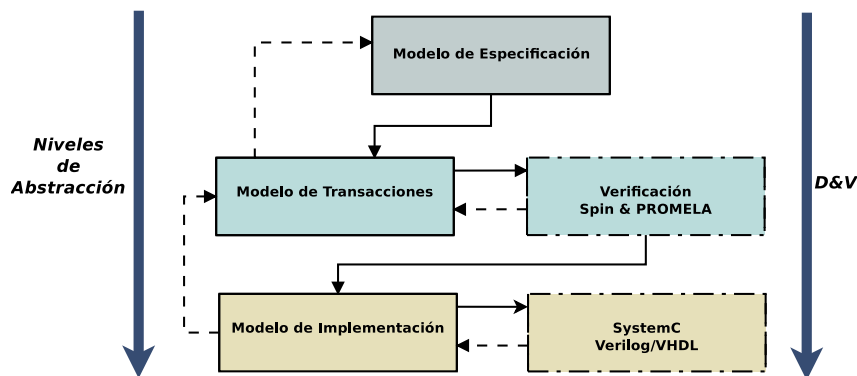 Modelo de Especificación
Niveles
de
Abstracción
Modelo de Transacciones
Verificación
Spin & PROMELA
D&V
Modelo de Implementación
SystemC
Verilog/VHDL